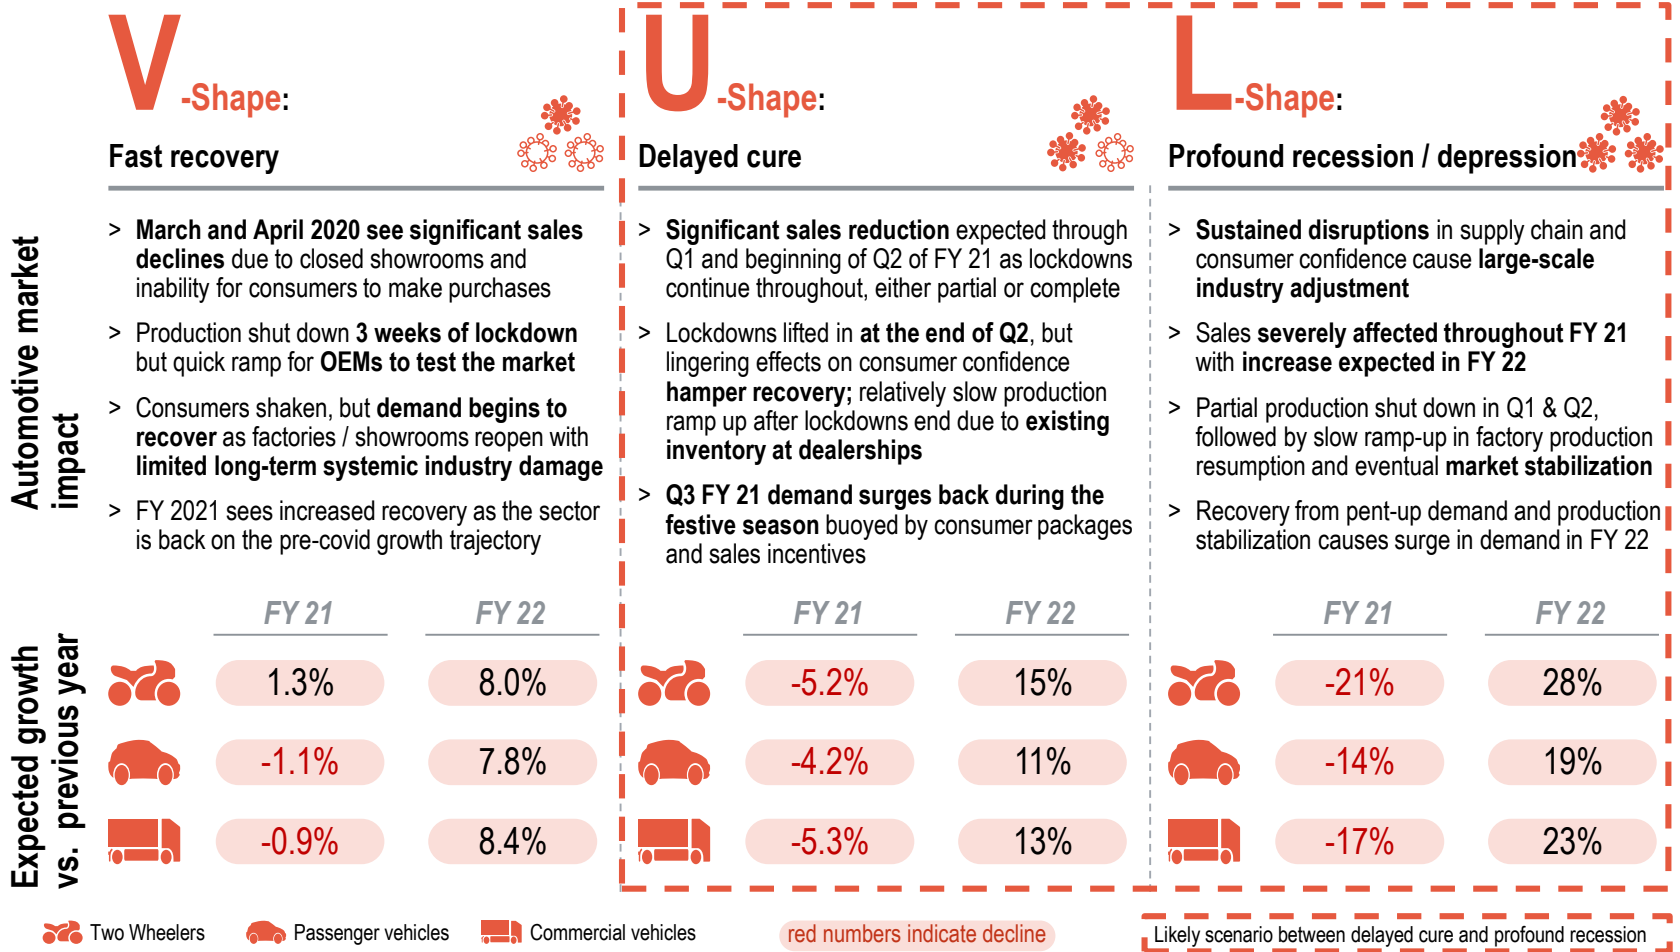 V-Shape:
Fast recovery
> March and April 2020 see significant sales
declines due to closed showrooms and
inability for consumers to make purchases
> Production shut down 3 weeks of lockdown
but quick ramp for OEMs to test the market
> Consumers shaken, but demand begins to
recover as factories / showrooms reopen with
limited long-term systemic industry damage
> FY 2021 sees increased recovery as the sector
is back on the pre-covid growth trajectory
U-Shape:
Delayed cure
> Significant sales reduction expected through
Q1 and beginning of Q2 of FY 21 as lockdowns
continue throughout, either partial or complete
> Lockdowns lifted in at the end of Q2, but
lingering effects on consumer confidence
hamper recovery; relatively slow production
ramp up after lockdowns end due to existing
inventory at dealerships
> Q3 FY 21 demand surges back during the
festive season buoyed by consumer packages
and sales incentives
L-Shape:
Profound recession / depression
> Sustained disruptions in supply chain and
consumer confidence cause large-scale
industry adjustment
> Sales severely affected throughout FY 21
with increase expected in FY 22
> Partial production shut down in Q1 & Q2,
followed by slow ramp-up in factory production
resumption and eventual market stabilization
> Recovery from pent-up demand and production
stabilization causes surge in demand in FY 22
Automotive market
impact
Expected growth
vs. previous year
FY 21 FY 22 FY 21 FY 22 FY 21 FY 22
1.3% 8.0% -5.2% 15% -21% 28%
-1.1% 7.8% -4.2% 11% -14% 19%
-0.9% 8.4% -5.3% 13% -17% 23%
Two Wheelers Passenger vehicles Commercial vehicles red numbers indicate decline Likely scenario between delayed cure and profound recession